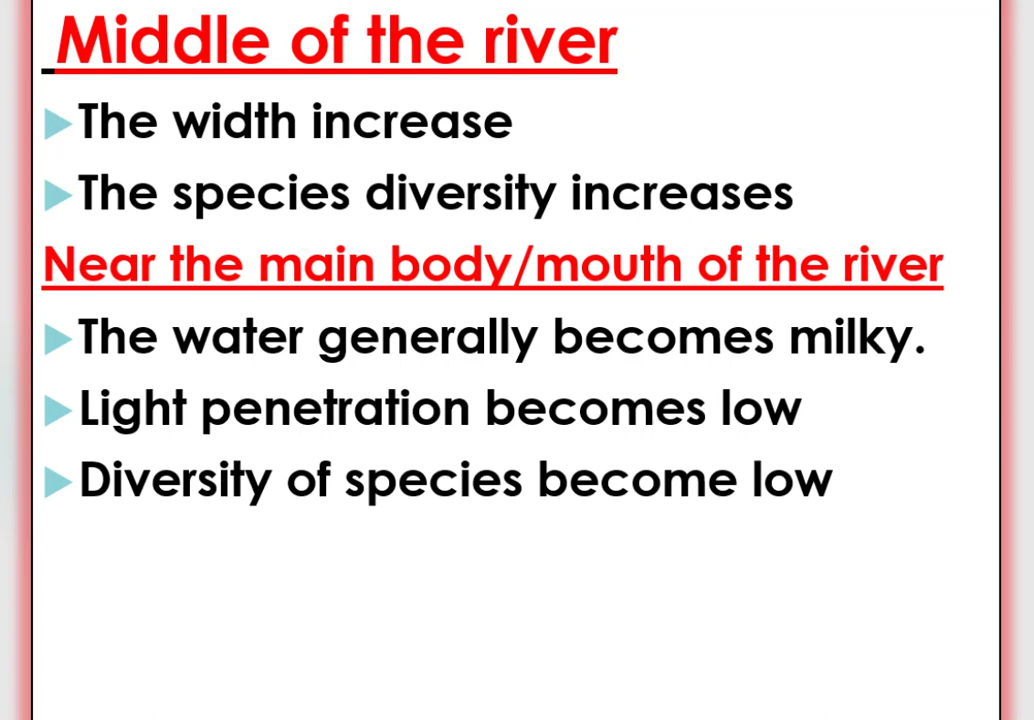 Middle of the river
The width increase
The species diversity increases
Near the main body/mouth of the river
The water generally becomes milky.
Light penetration becomes low
Diversity of species become low